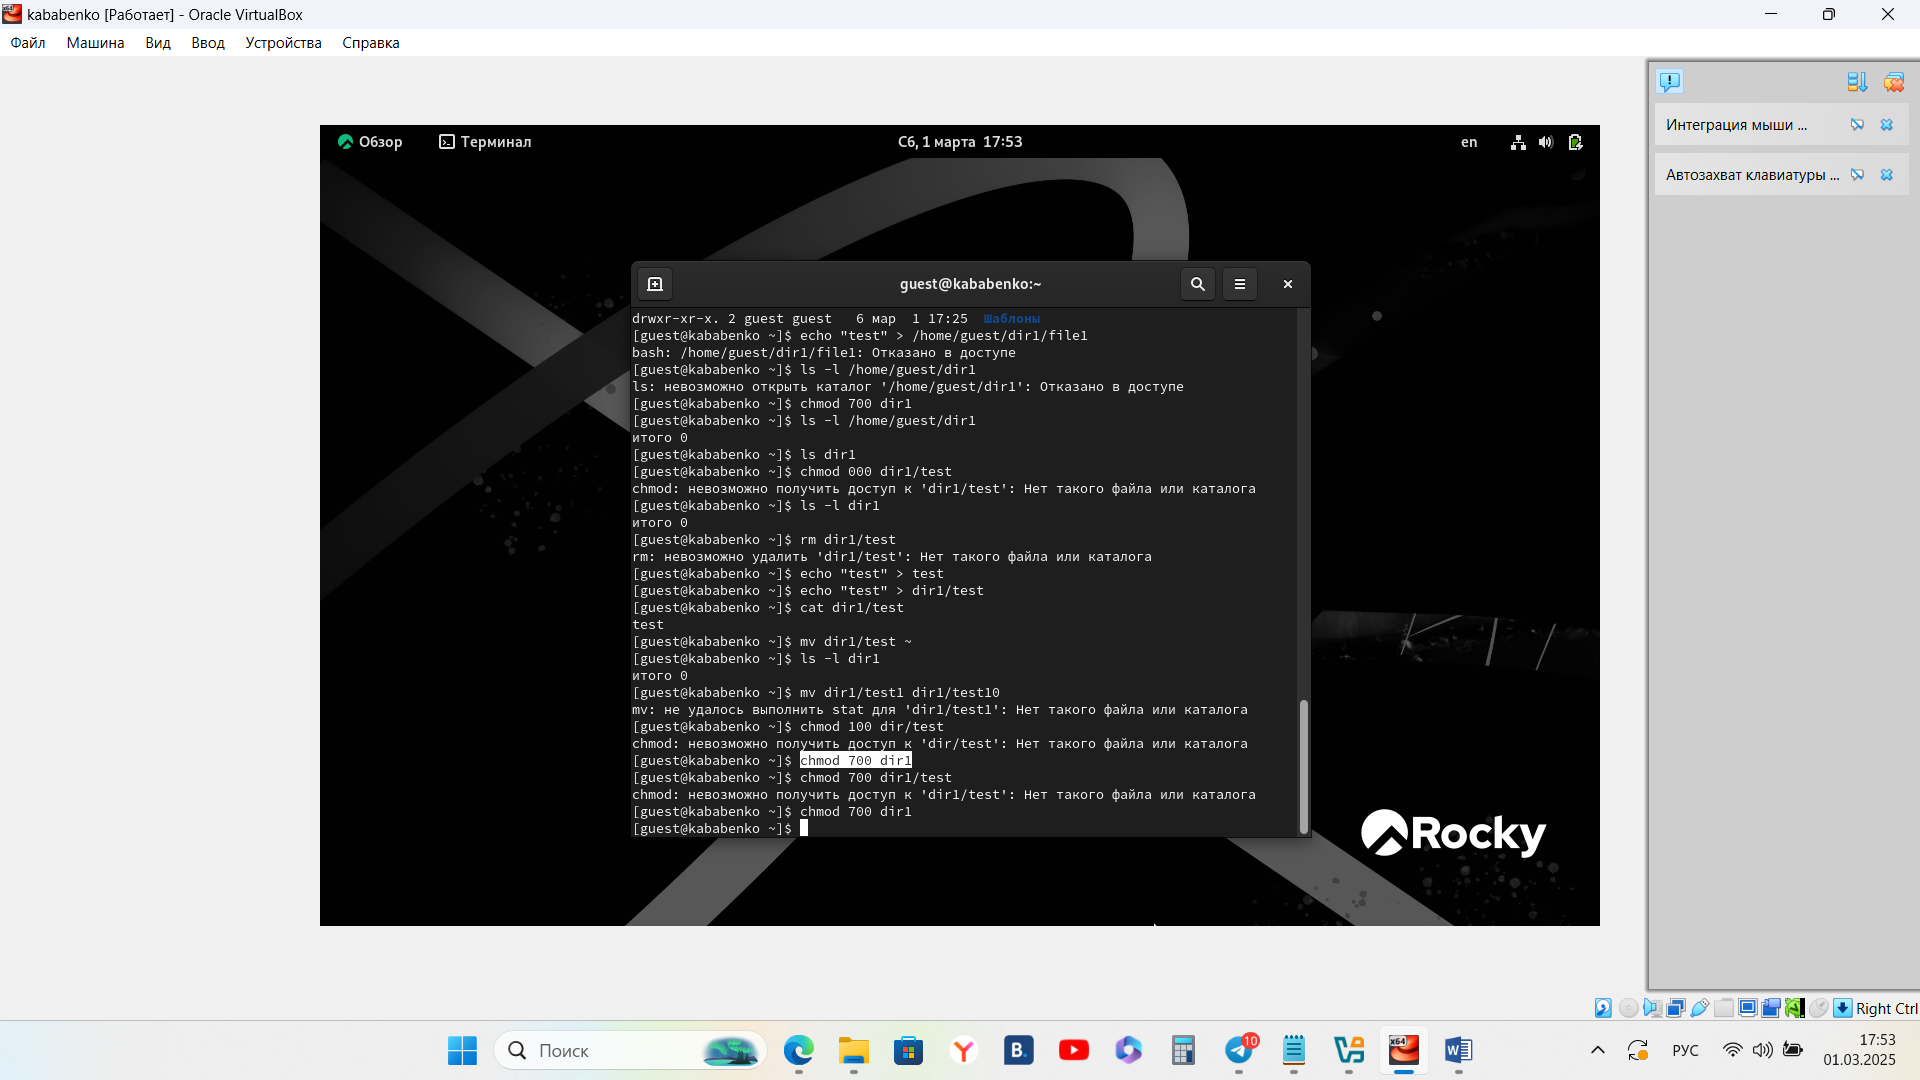 kababenko [Работает] - Oracle VirtualBox
Файл Машина Вид Ввод Устройства Справка
Интеграция мыши ...
Автозахват клавиатуры ...
Обзор Терминал Сб, 1 марта 17:53 en
guest@kababenko:~
drwxr-xr-x. 2 guest guest 6 мар 1 17:25 Шаблоны
[guest@kababenko ~]$ echo "test" > /home/guest/dir1/file1
bash: /home/guest/dir1/file1: Отказано в доступе
[guest@kababenko ~]$ ls -l /home/guest/dir1
ls: невозможно открыть каталог '/home/guest/dir1': Отказано в доступе
[guest@kababenko ~]$ chmod 700 dir1
[guest@kababenko ~]$ ls -l /home/guest/dir1
итого 0
[guest@kababenko ~]$ ls dir1
[guest@kababenko ~]$ chmod 000 dir1/test
chmod: невозможно получить доступ к 'dir1/test': Нет такого файла или каталога
[guest@kababenko ~]$ ls -l dir1
итого 0
[guest@kababenko ~]$ rm dir1/test
rm: невозможно удалить 'dir1/test': Нет такого файла или каталога
[guest@kababenko ~]$ echo "test" > test
[guest@kababenko ~]$ echo "test" > dir1/test
[guest@kababenko ~]$ cat dir1/test
test
[guest@kababenko ~]$ mv dir1/test ~
[guest@kababenko ~]$ ls -l dir1
итого 0
[guest@kababenko ~]$ mv dir1/test1 dir1/test10
mv: не удалось выполнить stat для 'dir1/test1': Нет такого файла или каталога
[guest@kababenko ~]$ chmod 100 dir/test
chmod: невозможно получить доступ к 'dir/test': Нет такого файла или каталога
[guest@kababenko ~]$ chmod 700 dir1
[guest@kababenko ~]$ chmod 700 dir1/test
chmod: невозможно получить доступ к 'dir1/test': Нет такого файла или каталога
[guest@kababenko ~]$ chmod 700 dir1
[guest@kababenko ~]$
Rocky
Right Ctrl
Поиск
B.
10
x64
РУС
17:53
01.03.2025